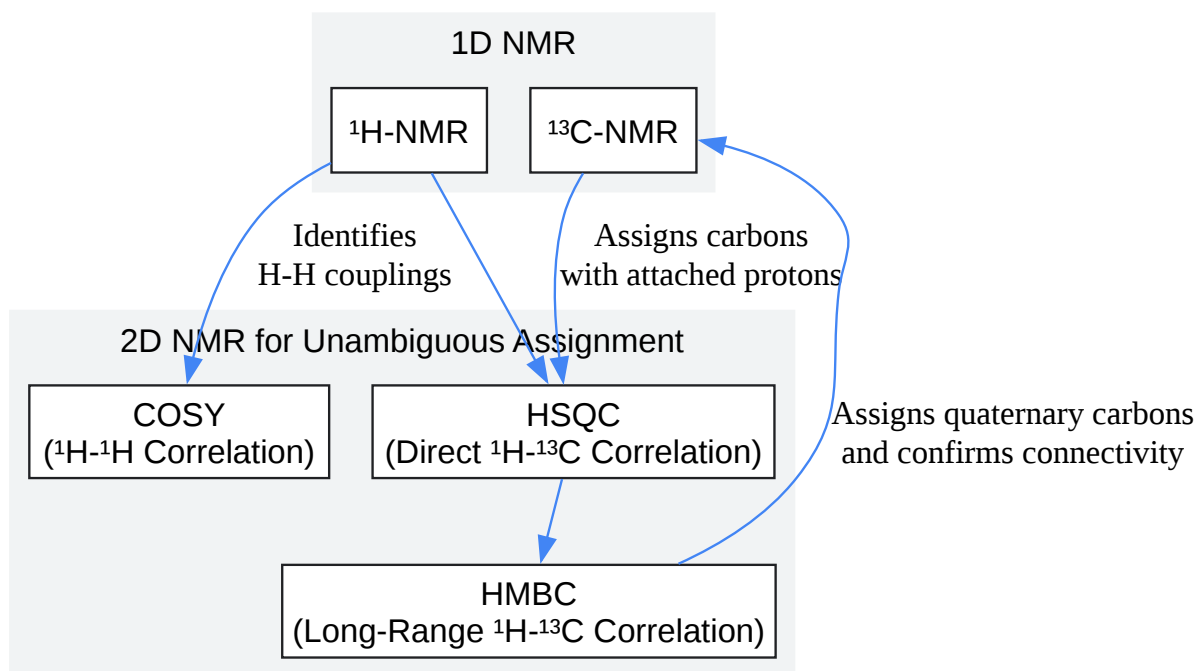 1D NMR
¹H-NMR
¹³C-NMR
Identifies
H-H couplings
Assigns carbons
with attached protons
2D NMR for Unambiguous Assignment
COSY
(¹H-¹H Correlation)
HSQC
(Direct ¹H-¹³C Correlation)
Assigns quaternary carbons
and confirms connectivity
HMBC
(Long-Range ¹H-¹³C Correlation)